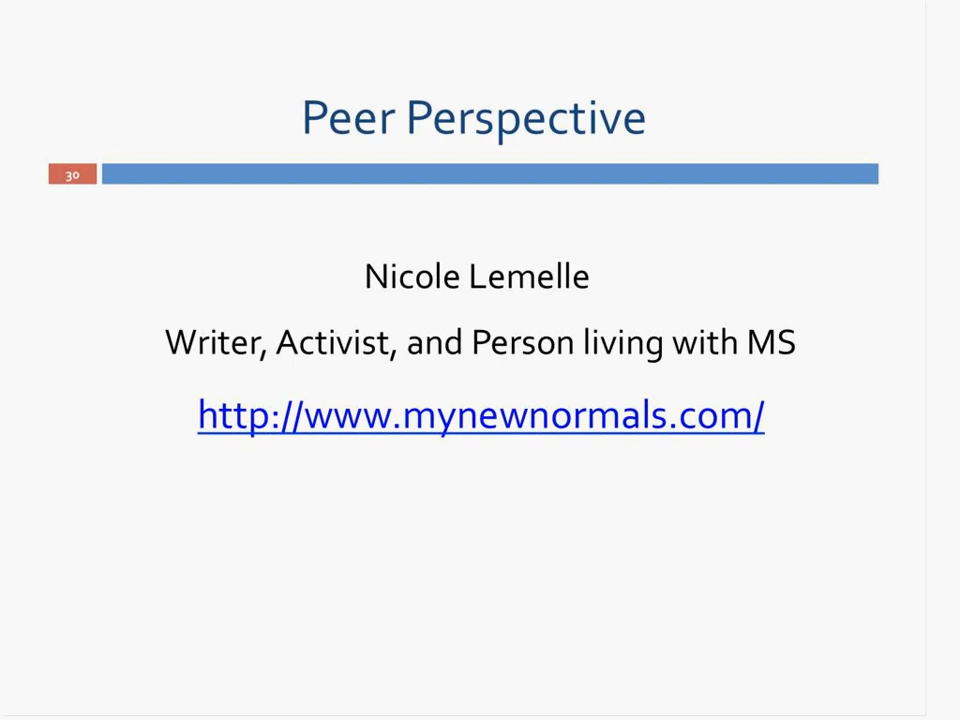 Peer Perspective
30
Nicole Lemelle
Writer, Activist, and Person living with MS
http://www.mynewnormals.com/